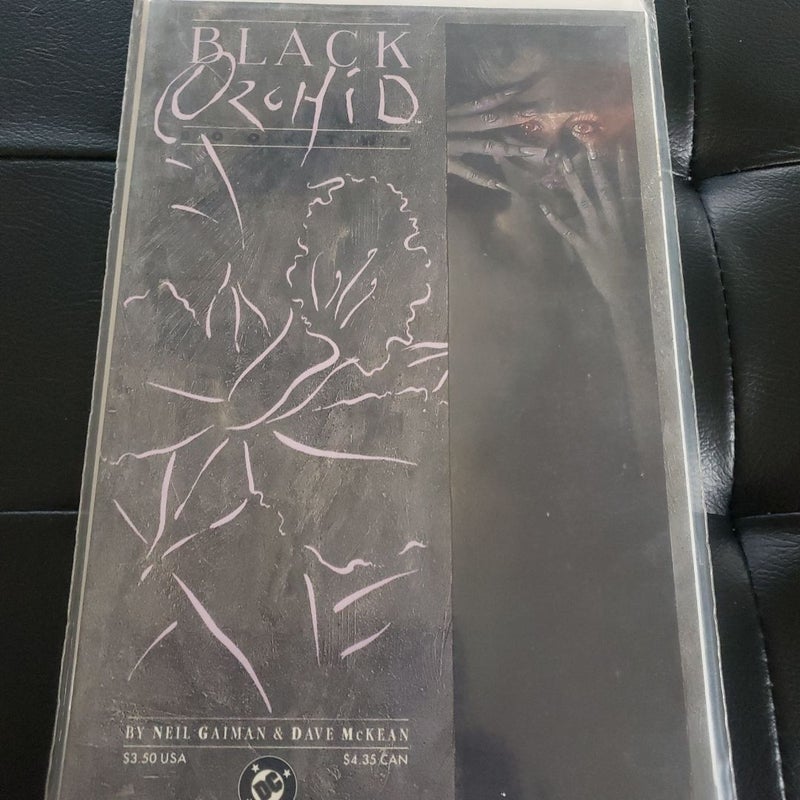 BLACK
ORCHID
BOOK TWO
BY NEIL GAIMAN & DAVE MCKEAN
$3.50 USA $4.35 CAN
DC